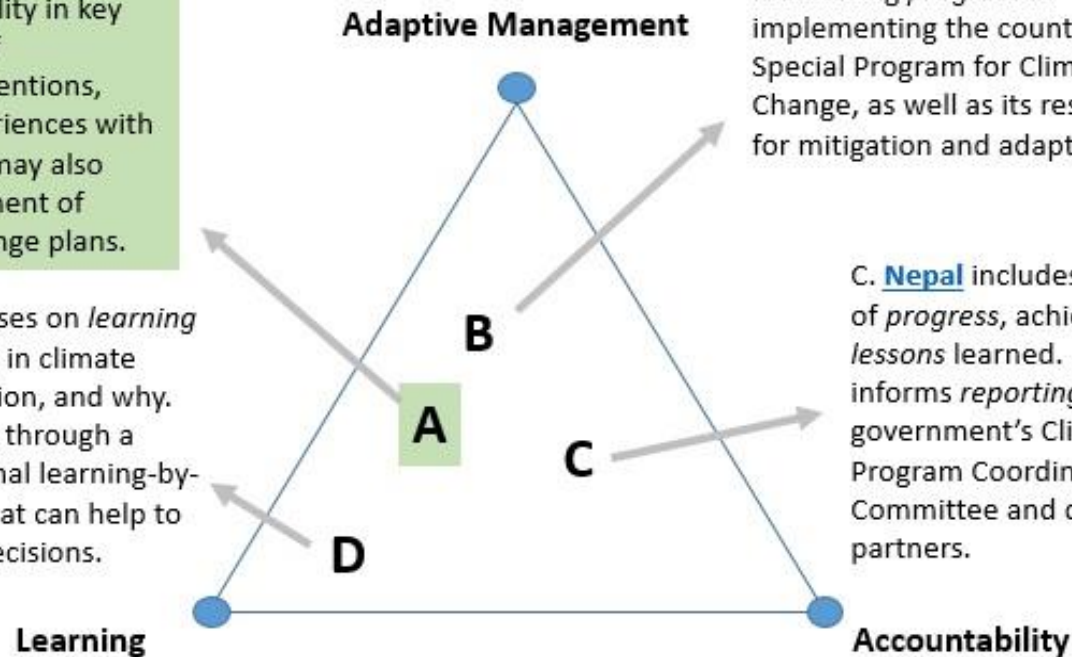 lity in key
entions,
riences with
may also
nent of
nge plans.
Adaptive Management
implementing the count
Special Program for Clim
Change, as well as its res
for mitigation and adapt
B
A
C
D
C. Nepal includes
of progress, achie
lessons learned.
informs reporting
government's Cli
Program Coordin
Committee and d
partners.
ses on learning
in climate
ion, and why.
through a
nal learning-by-
at can help to
ecisions.
Learning
Accountability